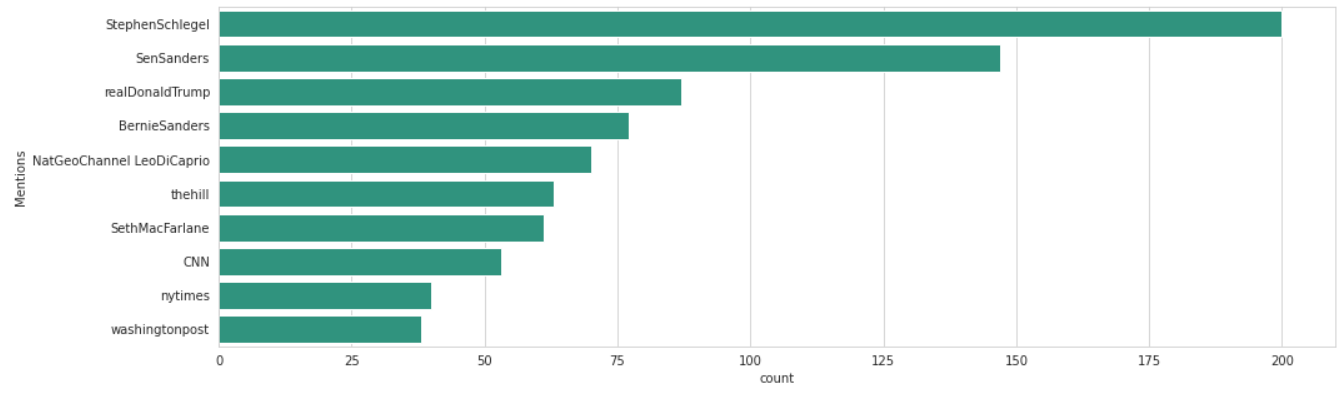 Mentions
StephenSchlegel
SenSanders
realDonaldTrump
BernieSanders
NatGeoChannel LeoDiCaprio
thehill
SethMacFarlane
CNN
nytimes
washingtonpost
0 25 50 75 100 125 150 175 200
count